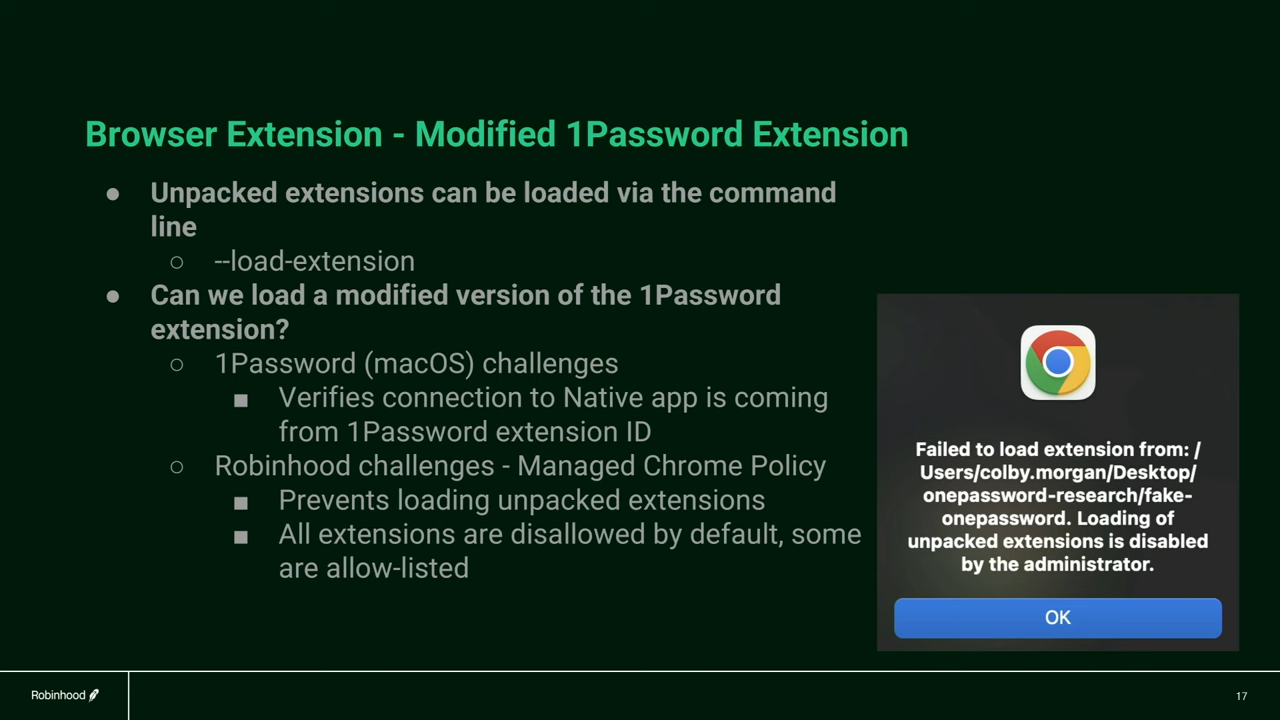 Browser Extension - Modified 1Password Extension
● Unpacked extensions can be loaded via the command
line
○ --load-extension
● Can we load a modified version of the 1Password
extension?
○ 1Password (macOS) challenges
■ Verifies connection to Native app is coming
from 1Password extension ID
○ Robinhood challenges - Managed Chrome Policy
■ Prevents loading unpacked extensions
■ All extensions are disallowed by default, some
are allow-listed
Failed to load extension from: /
Users/colby.morgan/Desktop/
onepassword-research/fake-
onepassword. Loading of
unpacked extensions is disabled
by the administrator.
OK
Robinhood
17